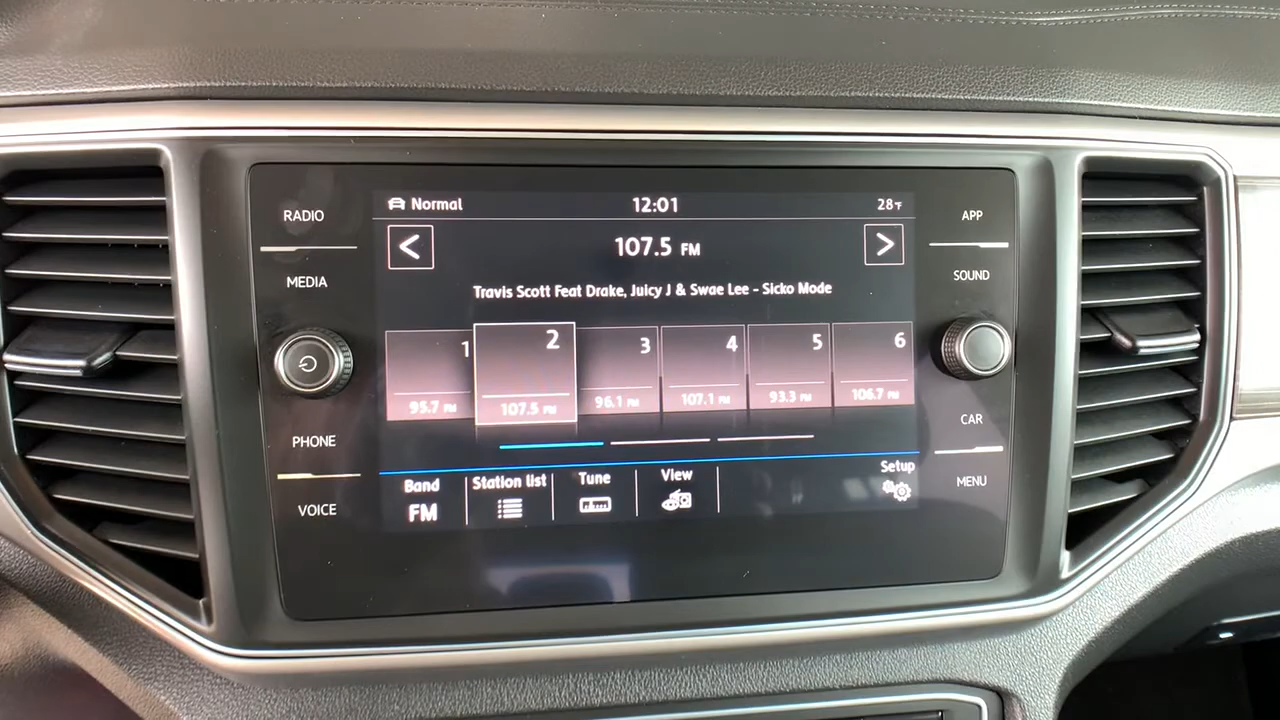 RADIO
MEDIA
PHONE
VOICE
Normal 12:01 28°F
107.5 FM
Travis Scott Feat Drake, Juicy J & Swae Lee - Sicko Mode
1 2 3 4 5 6
95.7 FM 107.5 FM 96.1 FM 107.1 FM 93.3 FM 106.7 FM
Band Station list Tune View Setup
FM
APP
SOUND
CAR
MENU